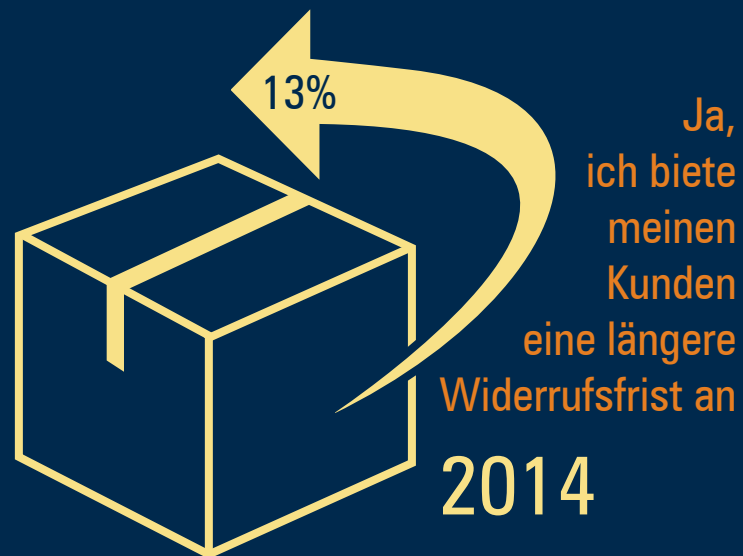 13%
Ja,
ich biete
meinen
Kunden
eine längere
Widerrufsfrist an
2014